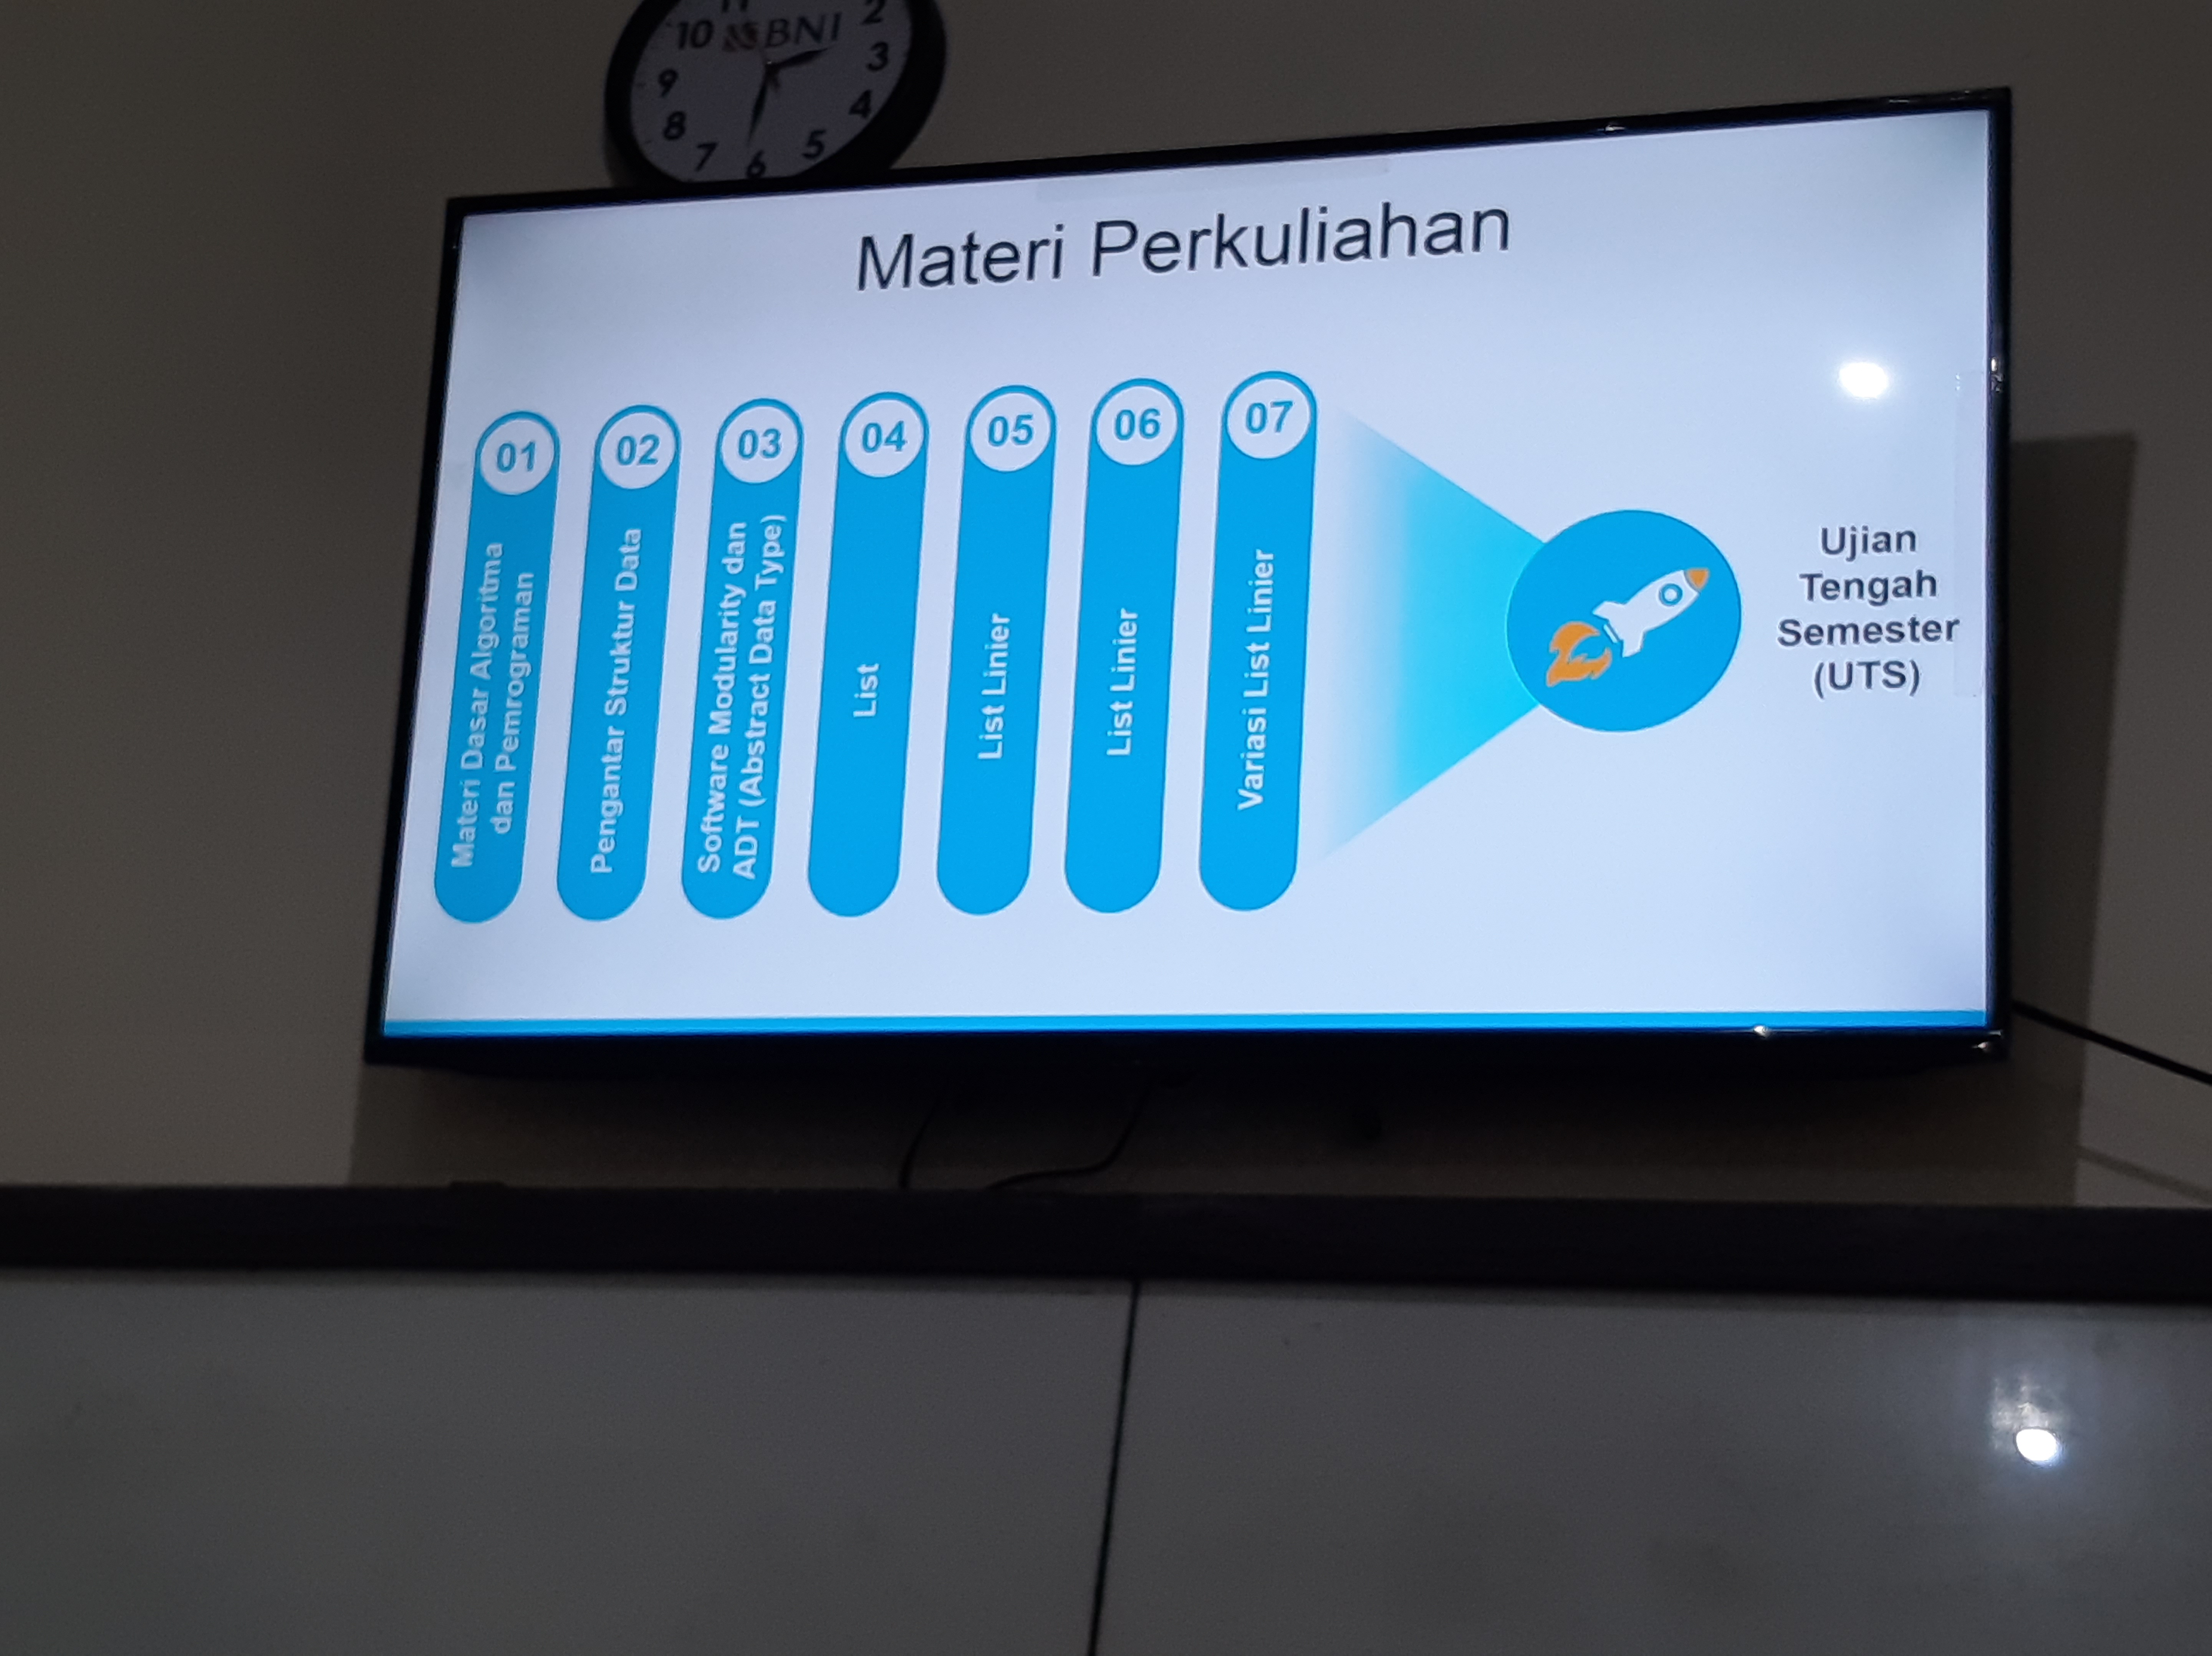 11
10 BNI 2
9 3
8 4
7 6 5
Materi Perkuliahan
01
Materi Dasar Algoritma
dan Pemrograman
02
Pengantar Struktur Data
03
Software Modularity dan
ADT (Abstract Data Type)
04
List
05
List Linier
06
List Linier
07
Variasi List Linier
Ujian
Tengah
Semester
(UTS)